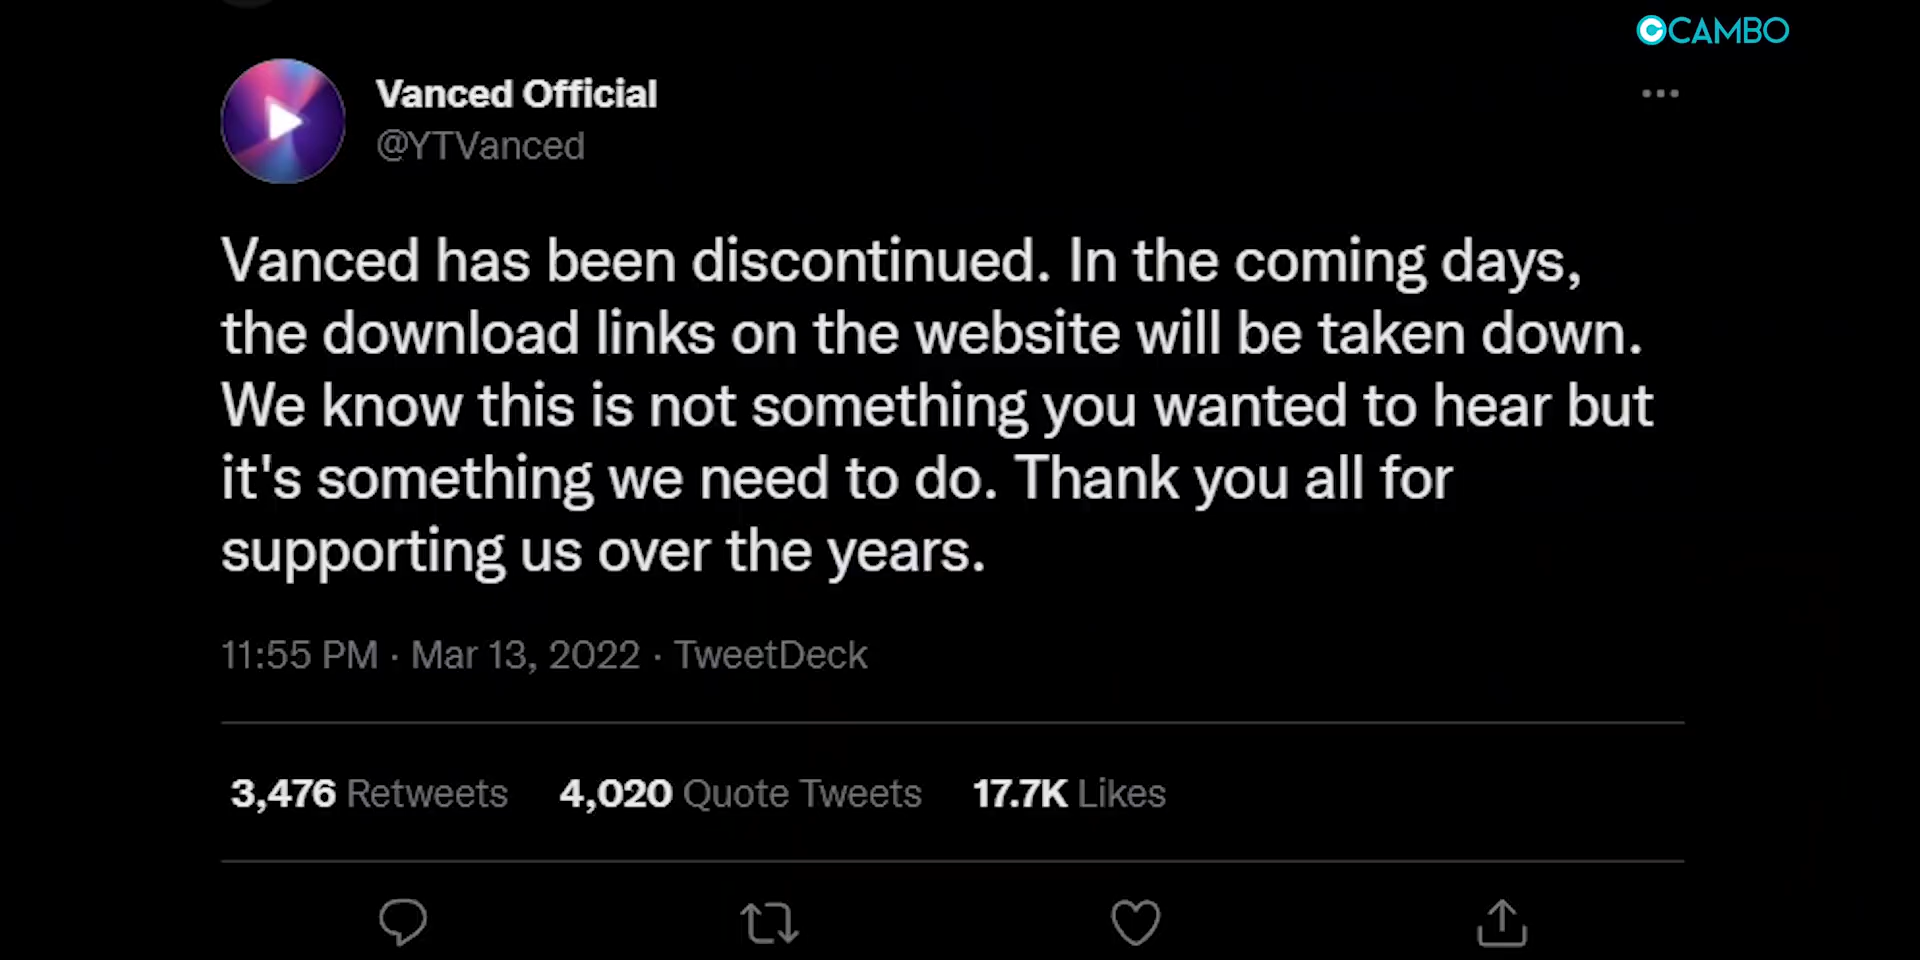 CAMBO
Vanced Official
@YTVanced
Vanced has been discontinued. In the coming days,
the download links on the website will be taken down.
We know this is not something you wanted to hear but
it's something we need to do. Thank you all for
supporting us over the years.
11:55 PM · Mar 13, 2022 · TweetDeck
3,476 Retweets 4,020 Quote Tweets 17.7K Likes